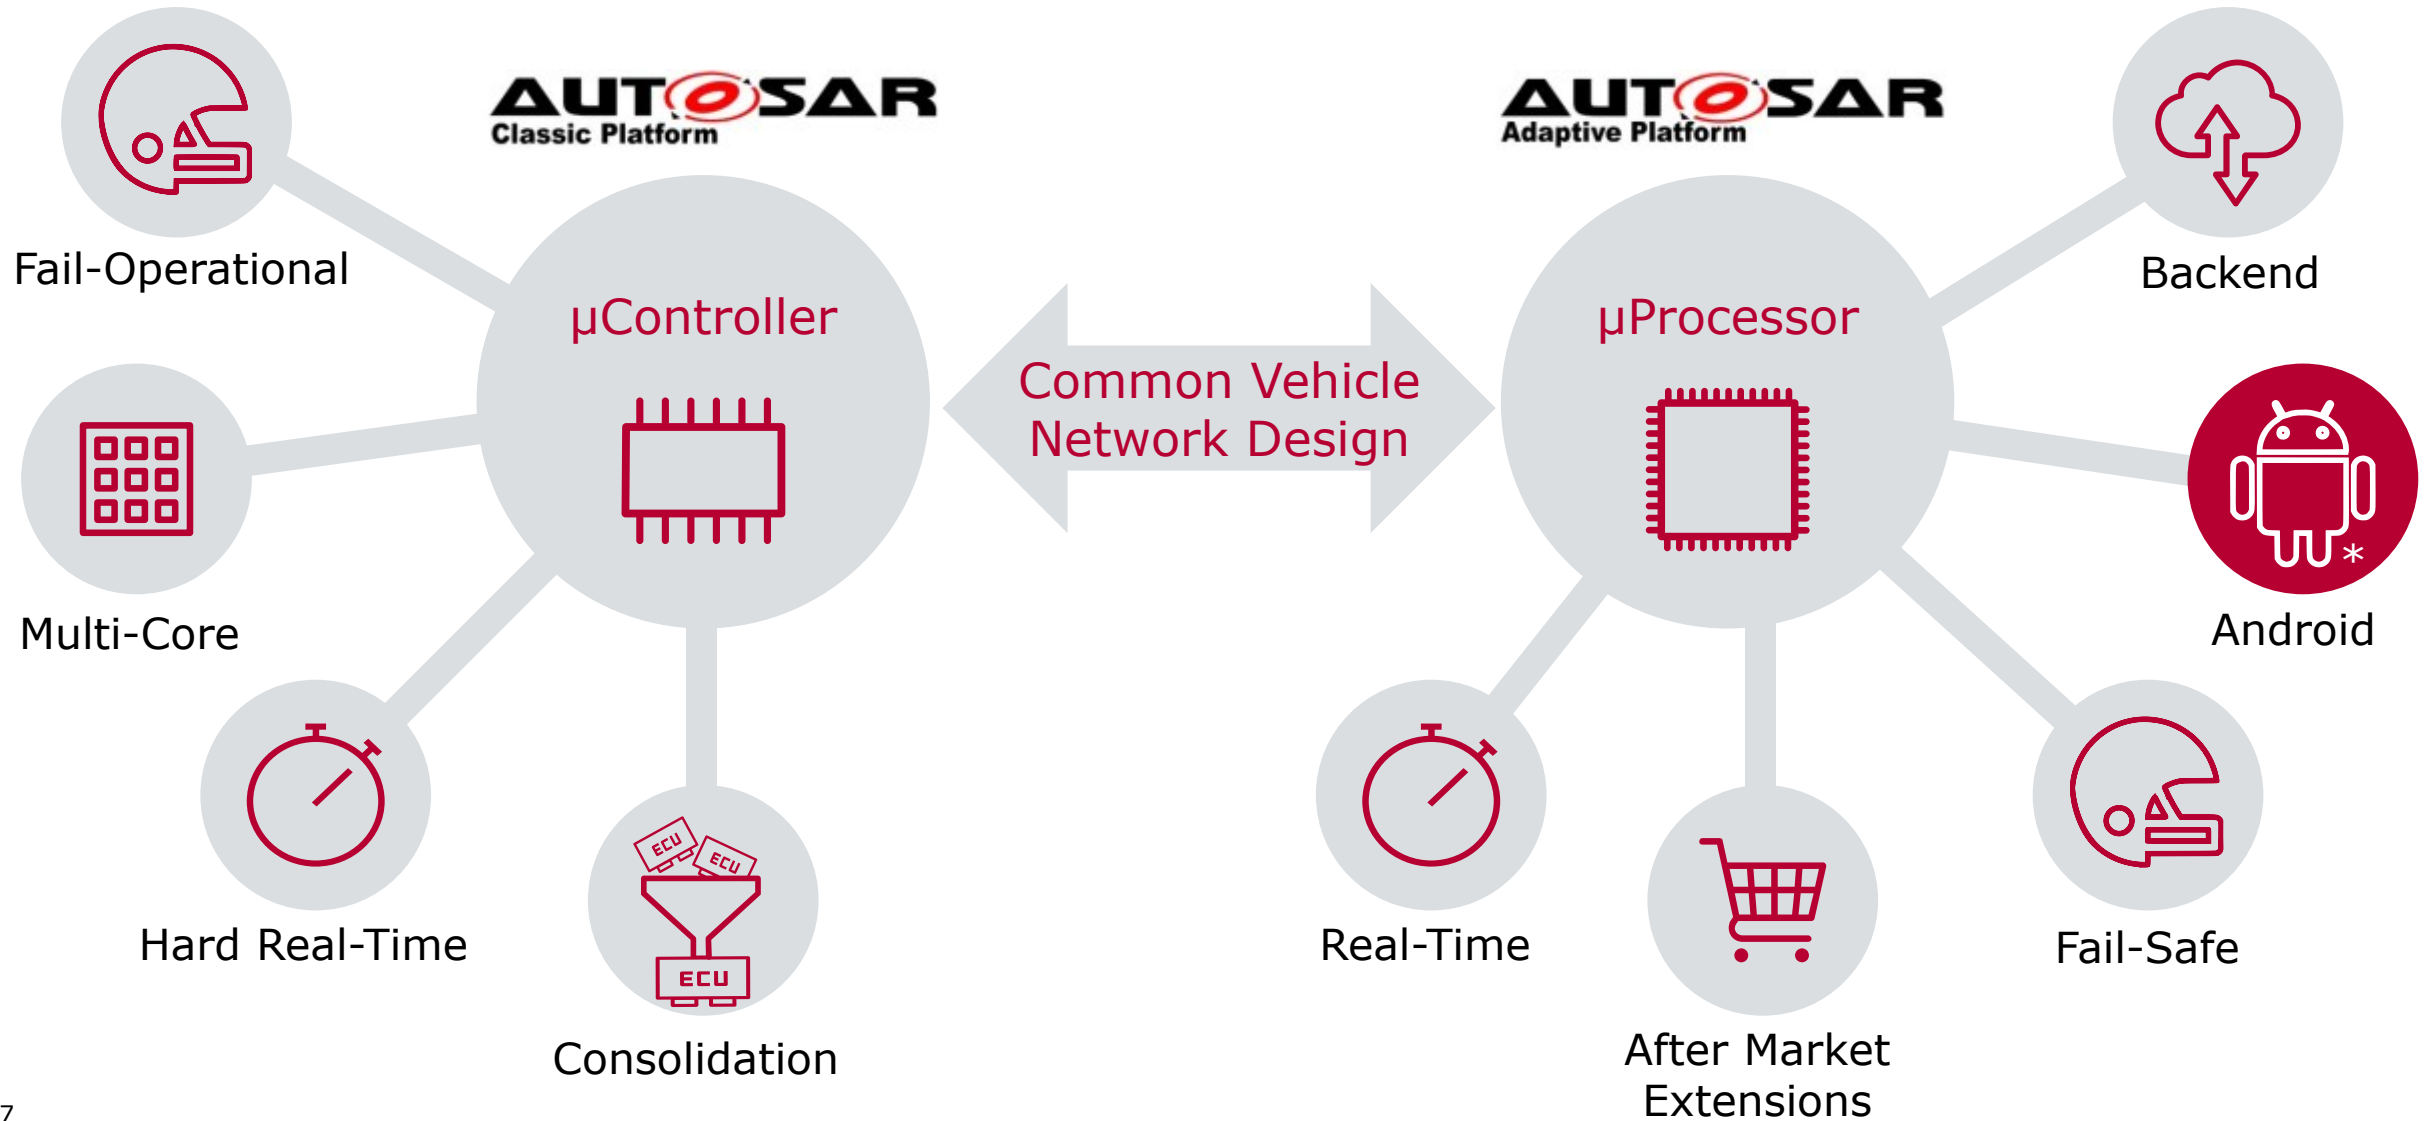 AUTOSAR
Classic Platform
AUTOSAR
Adaptive Platform
Fail-Operational
Backend
µController
µProcessor
Common Vehicle
Network Design
*
Multi-Core
Android
Hard Real-Time
ECU
ECU
ECU
Real-Time
Fail-Safe
Consolidation
After Market
Extensions
7